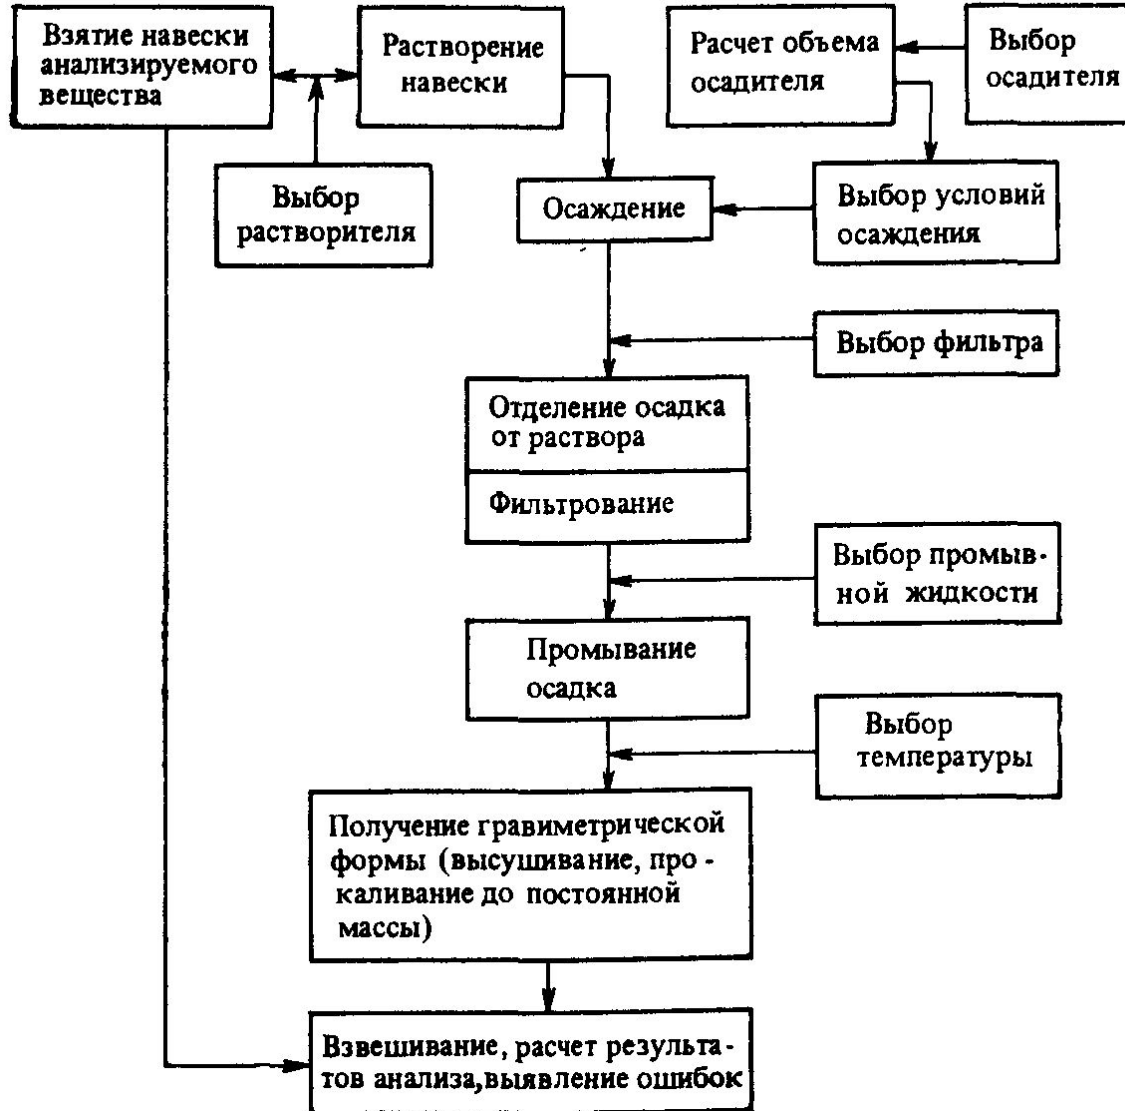 Взятие навески
анализируемого
вещества
Растворение
навески
Расчет объема
осадителя
Выбор
осадителя
Выбор
растворителя
Осаждение
Выбор условий
осаждения
Выбор фильтра
Отделение осадка
от раствора
Фильтрование
Выбор промыв-
ной жидкости
Промывание
осадка
Выбор
температуры
Получение гравиметрической
формы (высушивание, про-
каливание до постоянной
массы)
Взвешивание, расчет результа-
тов анализа, выявление ошибок